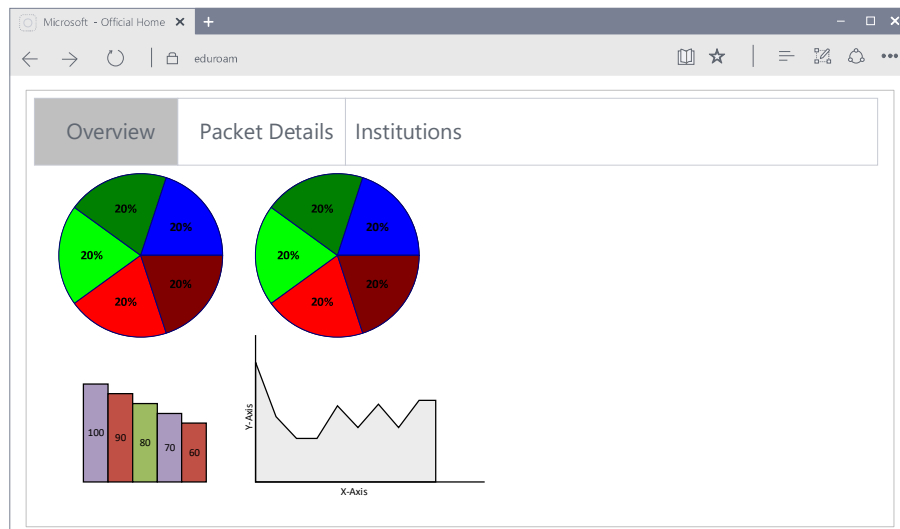 Microsoft - Official Home
eduroam
Overview Packet Details Institutions
20% 20% 20% 20% 20%
20% 20% 20% 20% 20%
100 90 80 70 60
Y-Axis
X-Axis